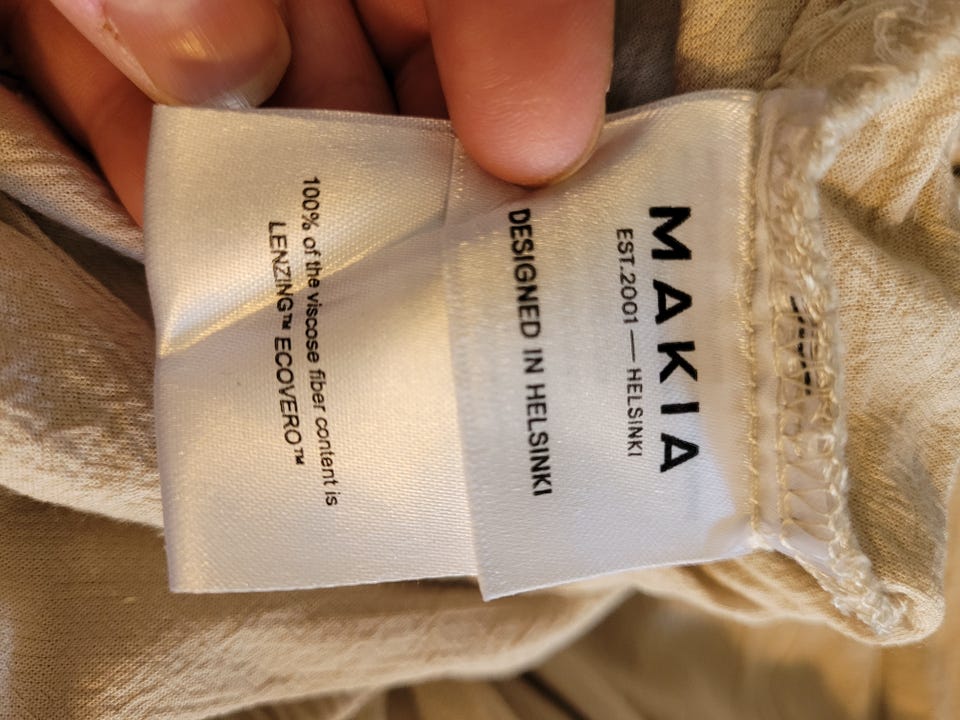 MAKIA
EST.2001 — HELSINKI
DESIGNED IN HELSINKI
100% of the viscose fiber content is
LENZING™ ECOVERO™